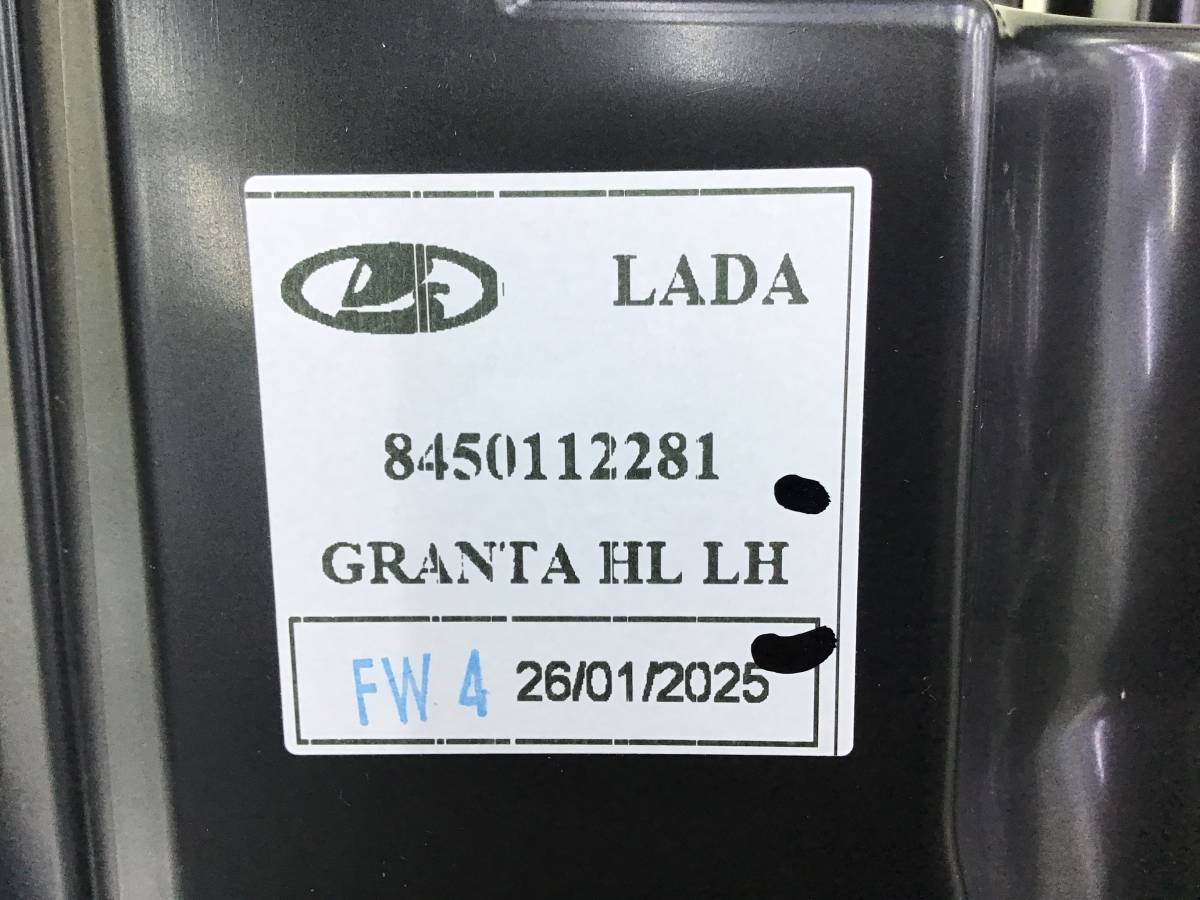 LADA
8450112281
GRANTA HL LH
FW 4 26/01/2025